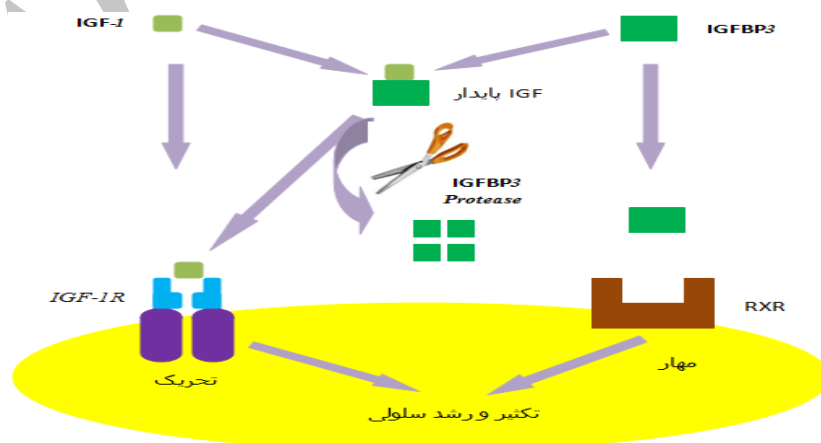 IGF-1
IGFBP3
IGF پایدار
IGFBP3
Protease
IGF-1R
RXR
تحریک
مهار
تکثیر و رشد سلولی